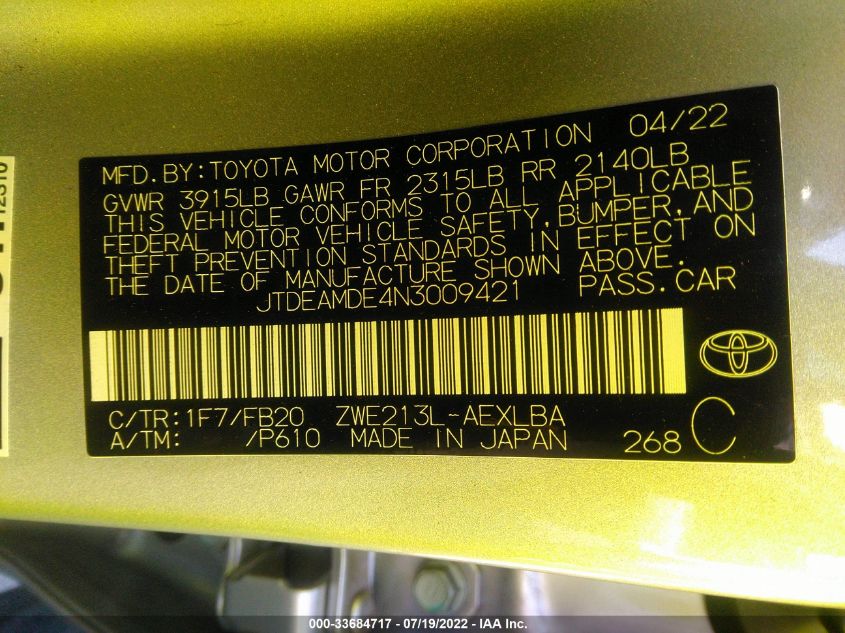 MFD. BY: TOYOTA MOTOR CORPORATION 04/22
GVWR 3915LB GAWR FR 2315LB RR 2140LB
THIS VEHICLE CONFORMS TO ALL APPLICABLE
FEDERAL MOTOR VEHICLE SAFETY, BUMPER, AND
THEFT PREVENTION STANDARDS IN EFFECT ON
THE DATE OF MANUFACTURE SHOWN ABOVE.
JTDEAMDE4N3009421 PASS. CAR
C/TR: 1F7/FB20 ZWE213L-AEXLBA
A/TM: /P610 MADE IN JAPAN 268 C
000-33684717 - 07/19/2022 - IAA Inc.